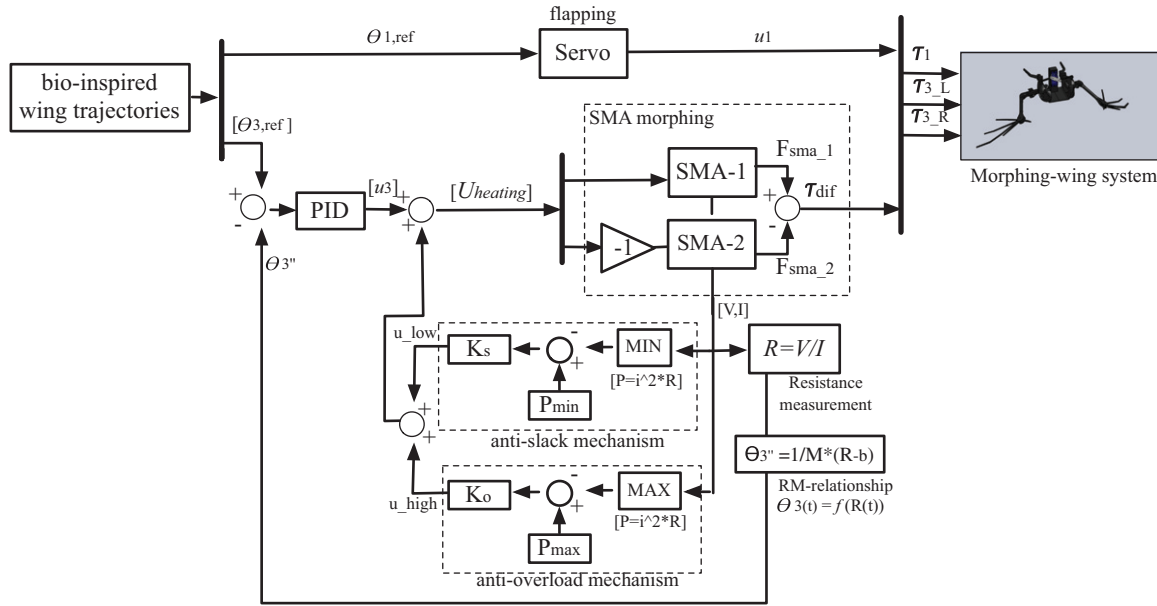 flapping
ϴ1,ref
Servo
u1
bio-inspired
wing trajectories
τ1
τ3_L
τ3_R
[ϴ3,ref]
SMA morphing
Morphing-wing system
SMA-1
Fsma_1
+
-
PID
[u3]
+
+
[Uheating]
+
-
τdif
-1
SMA-2
Fsma_2
ϴ3"
[V,I]
u_low
Ks
-
+
MIN
R=V/I
[P=i^2*R]
Pmin
Resistance
measurement
+
+
anti-slack mechanism
ϴ3"=1/M*(R-b)
u_high
Ko
-
+
MAX
RM-relationship
ϴ3(t)=f(R(t))
[P=i^2*R]
Pmax
anti-overload mechanism